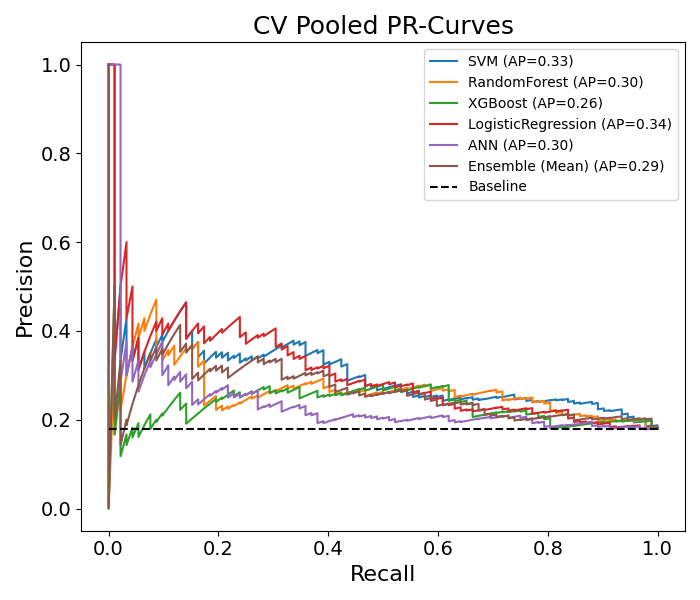 CV Pooled PR-Curves
SVM (AP=0.33)
RandomForest (AP=0.30)
XGBoost (AP=0.26)
LogisticRegression (AP=0.34)
ANN (AP=0.30)
Ensemble (Mean) (AP=0.29)
Baseline
Precision
1.0
0.8
0.6
0.4
0.2
0.0
0.0 0.2 0.4 0.6 0.8 1.0
Recall